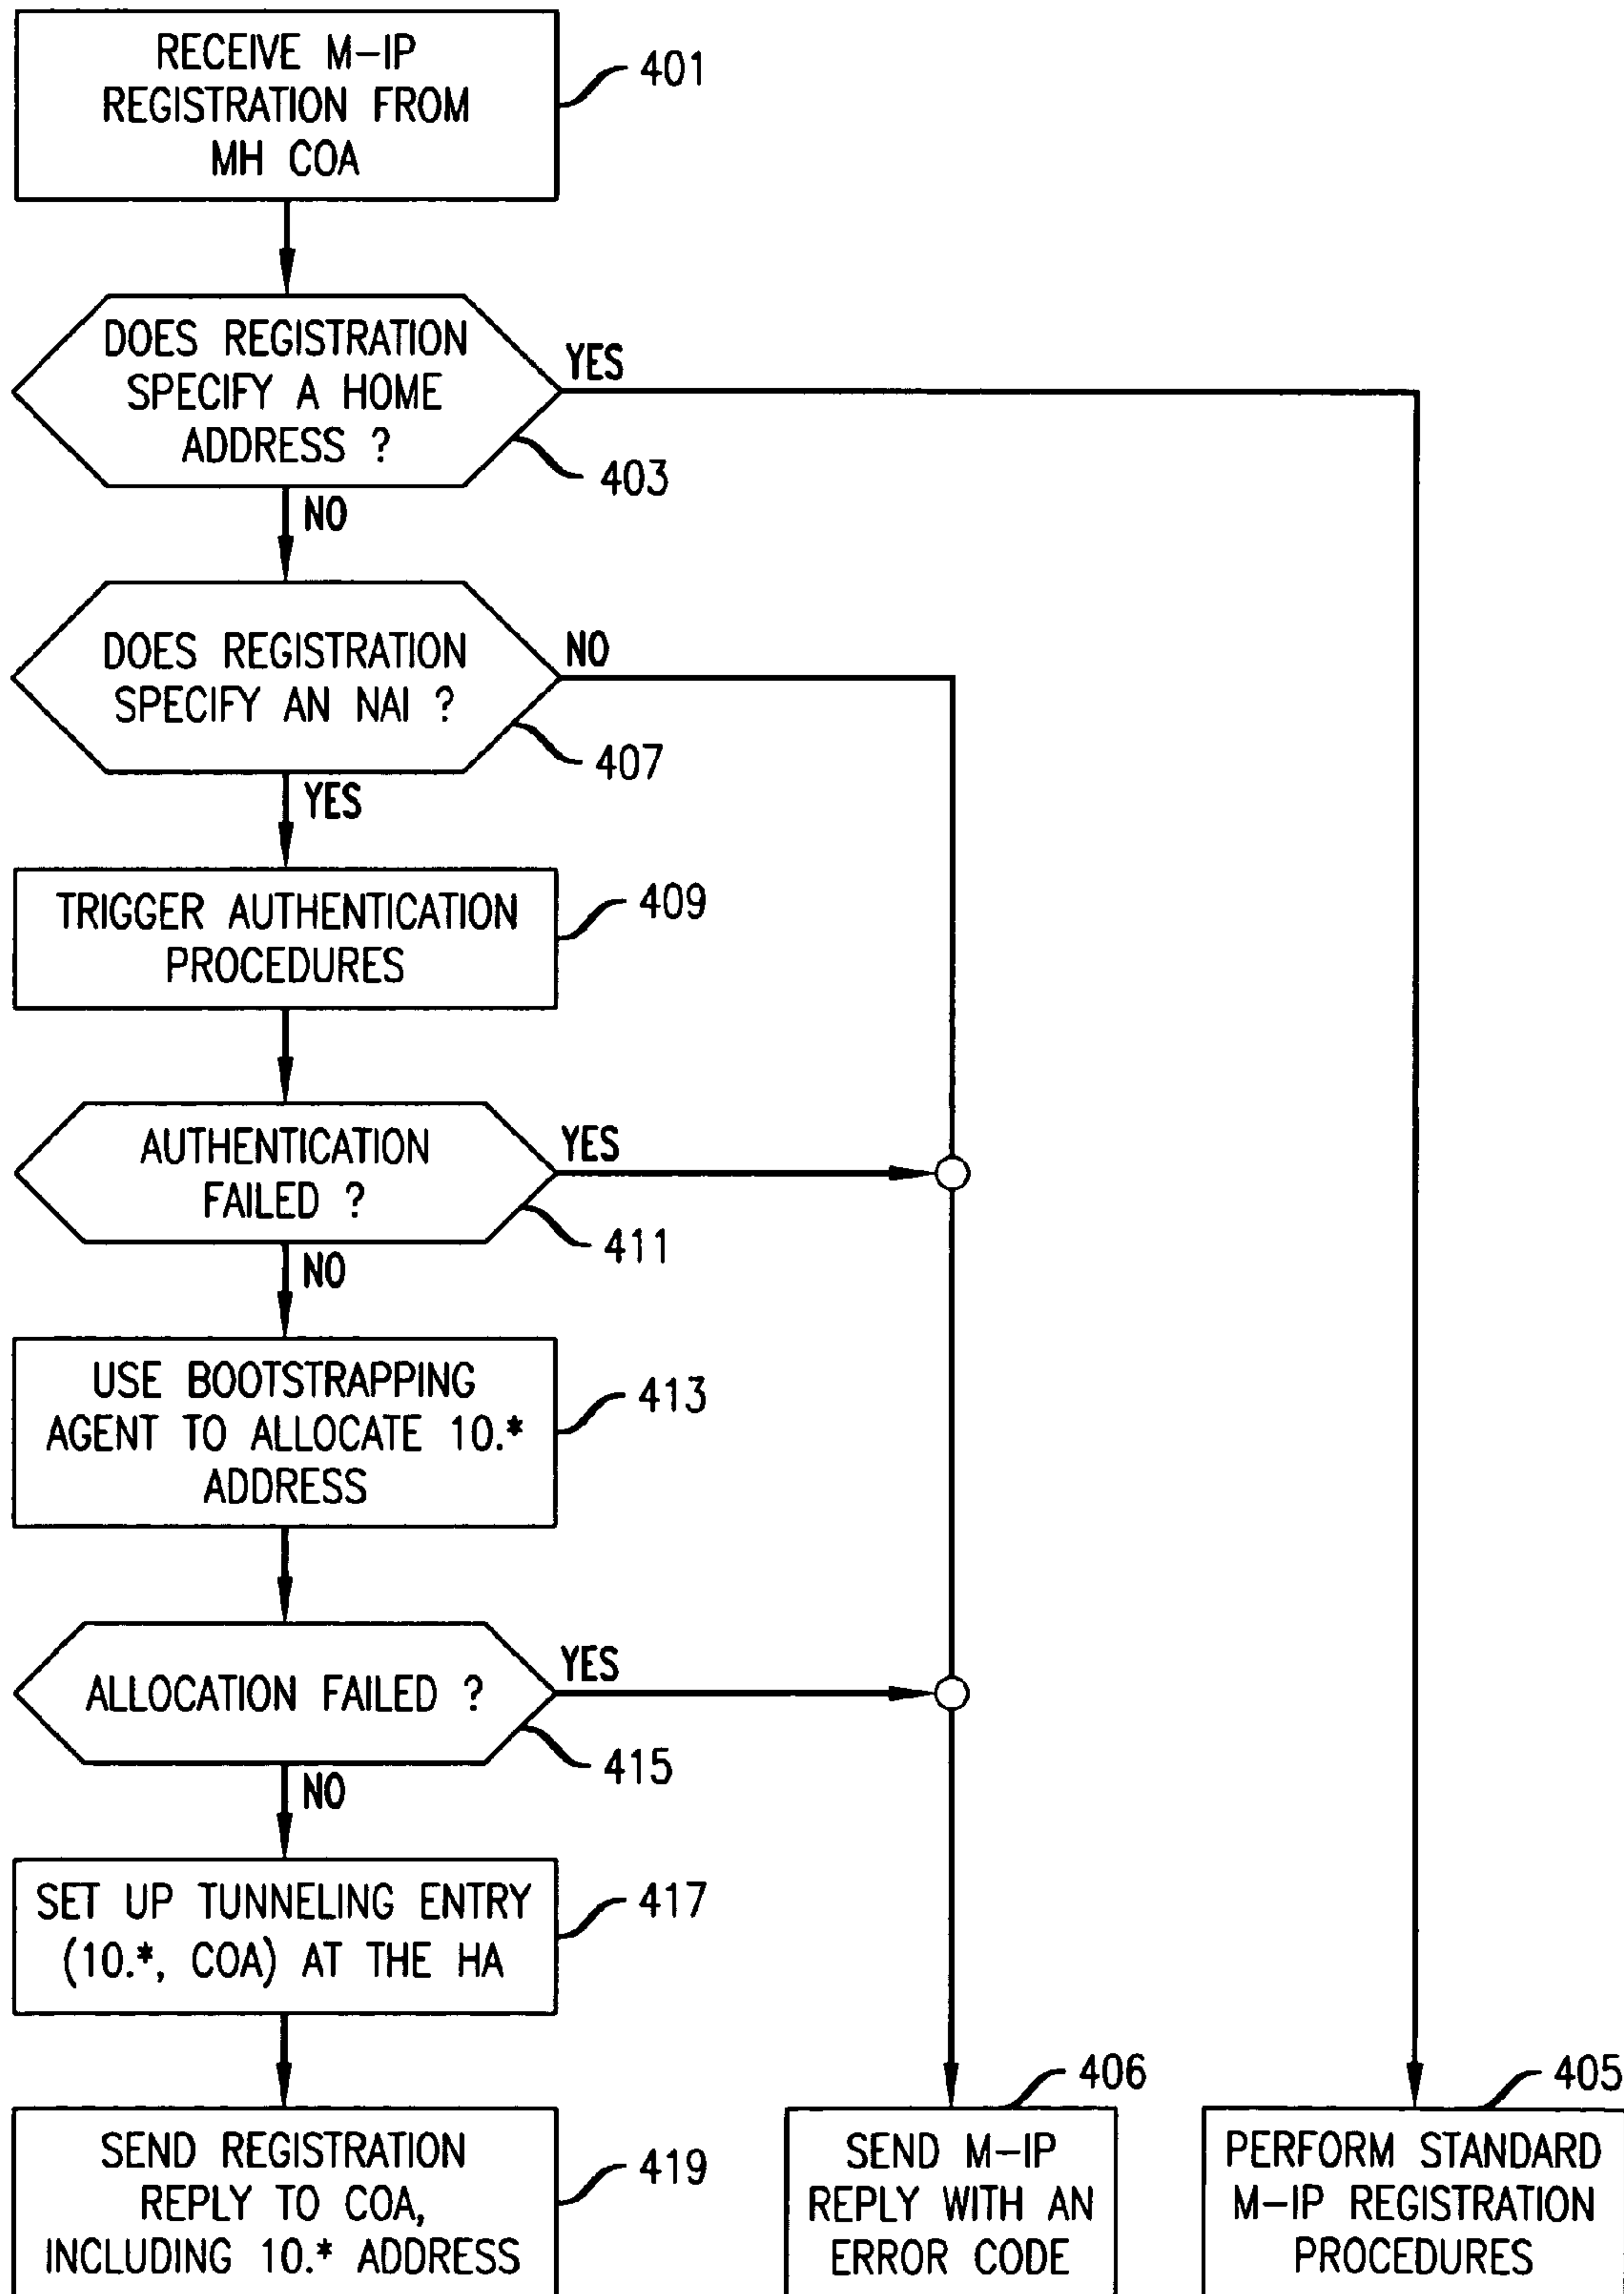 RECEIVE M-IP
REGISTRATION FROM
MH COA
401
DOES REGISTRATION
SPECIFY A HOME
ADDRESS ?
403
YES
NO
DOES REGISTRATION
SPECIFY AN NAI ?
407
NO
YES
TRIGGER AUTHENTICATION
PROCEDURES
409
AUTHENTICATION
FAILED ?
411
YES
NO
USE BOOTSTRAPPING
AGENT TO ALLOCATE 10.*
ADDRESS
413
ALLOCATION FAILED ?
415
YES
NO
SET UP TUNNELING ENTRY
(10.*, COA) AT THE HA
417
SEND REGISTRATION
REPLY TO COA,
INCLUDING 10.* ADDRESS
419
406
SEND M-IP
REPLY WITH AN
ERROR CODE
405
PERFORM STANDARD
M-IP REGISTRATION
PROCEDURES